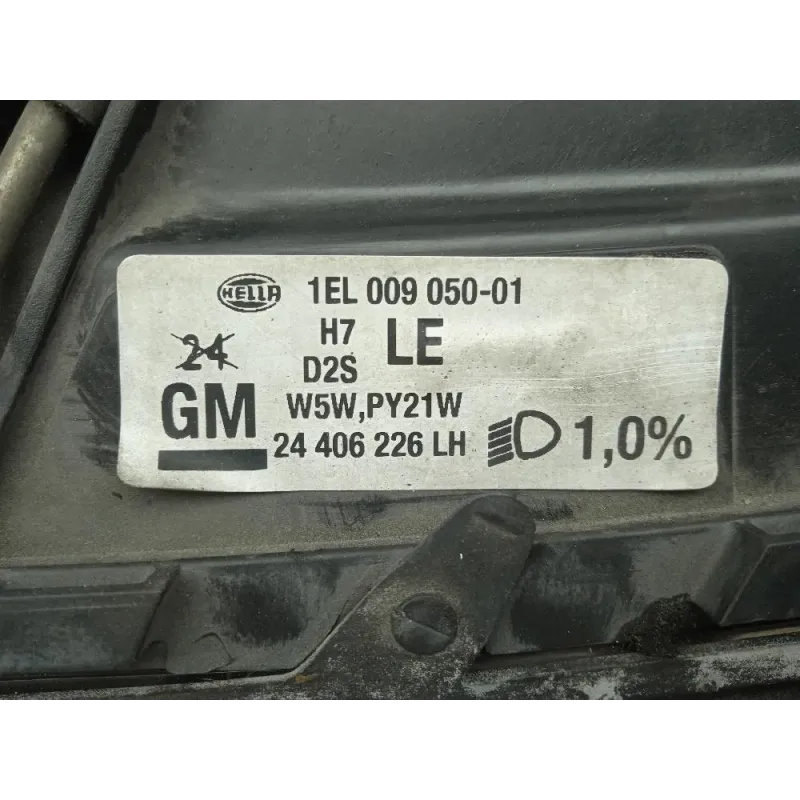 HELLA 1EL 009 050-01
H7 LE
24
D2S
GM W5W,PY21W
24 406 226 LH 1,0%